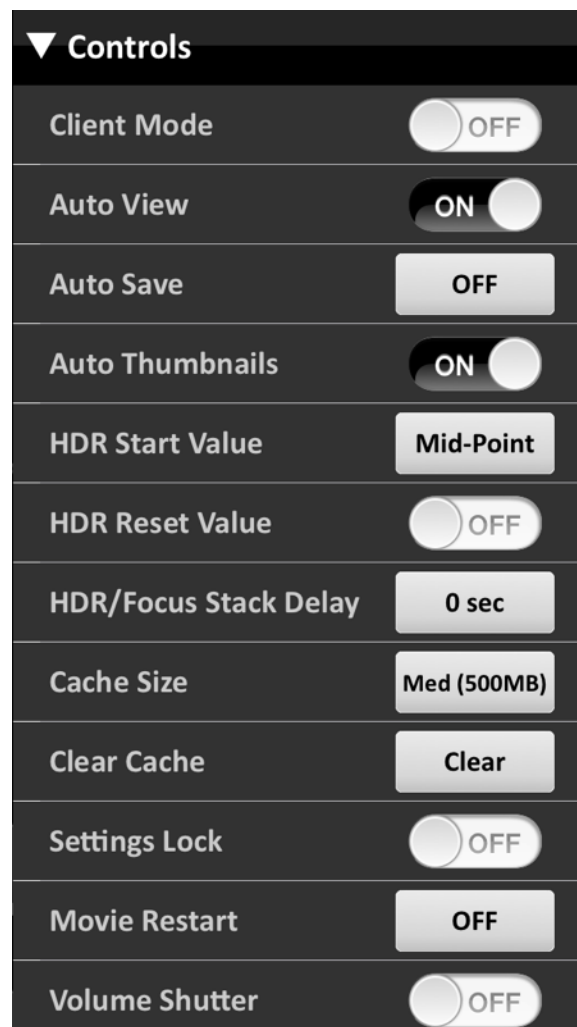 ▼ Controls
Client Mode OFF
Auto View ON
Auto Save OFF
Auto Thumbnails ON
HDR Start Value Mid-Point
HDR Reset Value OFF
HDR/Focus Stack Delay 0 sec
Cache Size Med (500MB)
Clear Cache Clear
Settings Lock OFF
Movie Restart OFF
Volume Shutter OFF